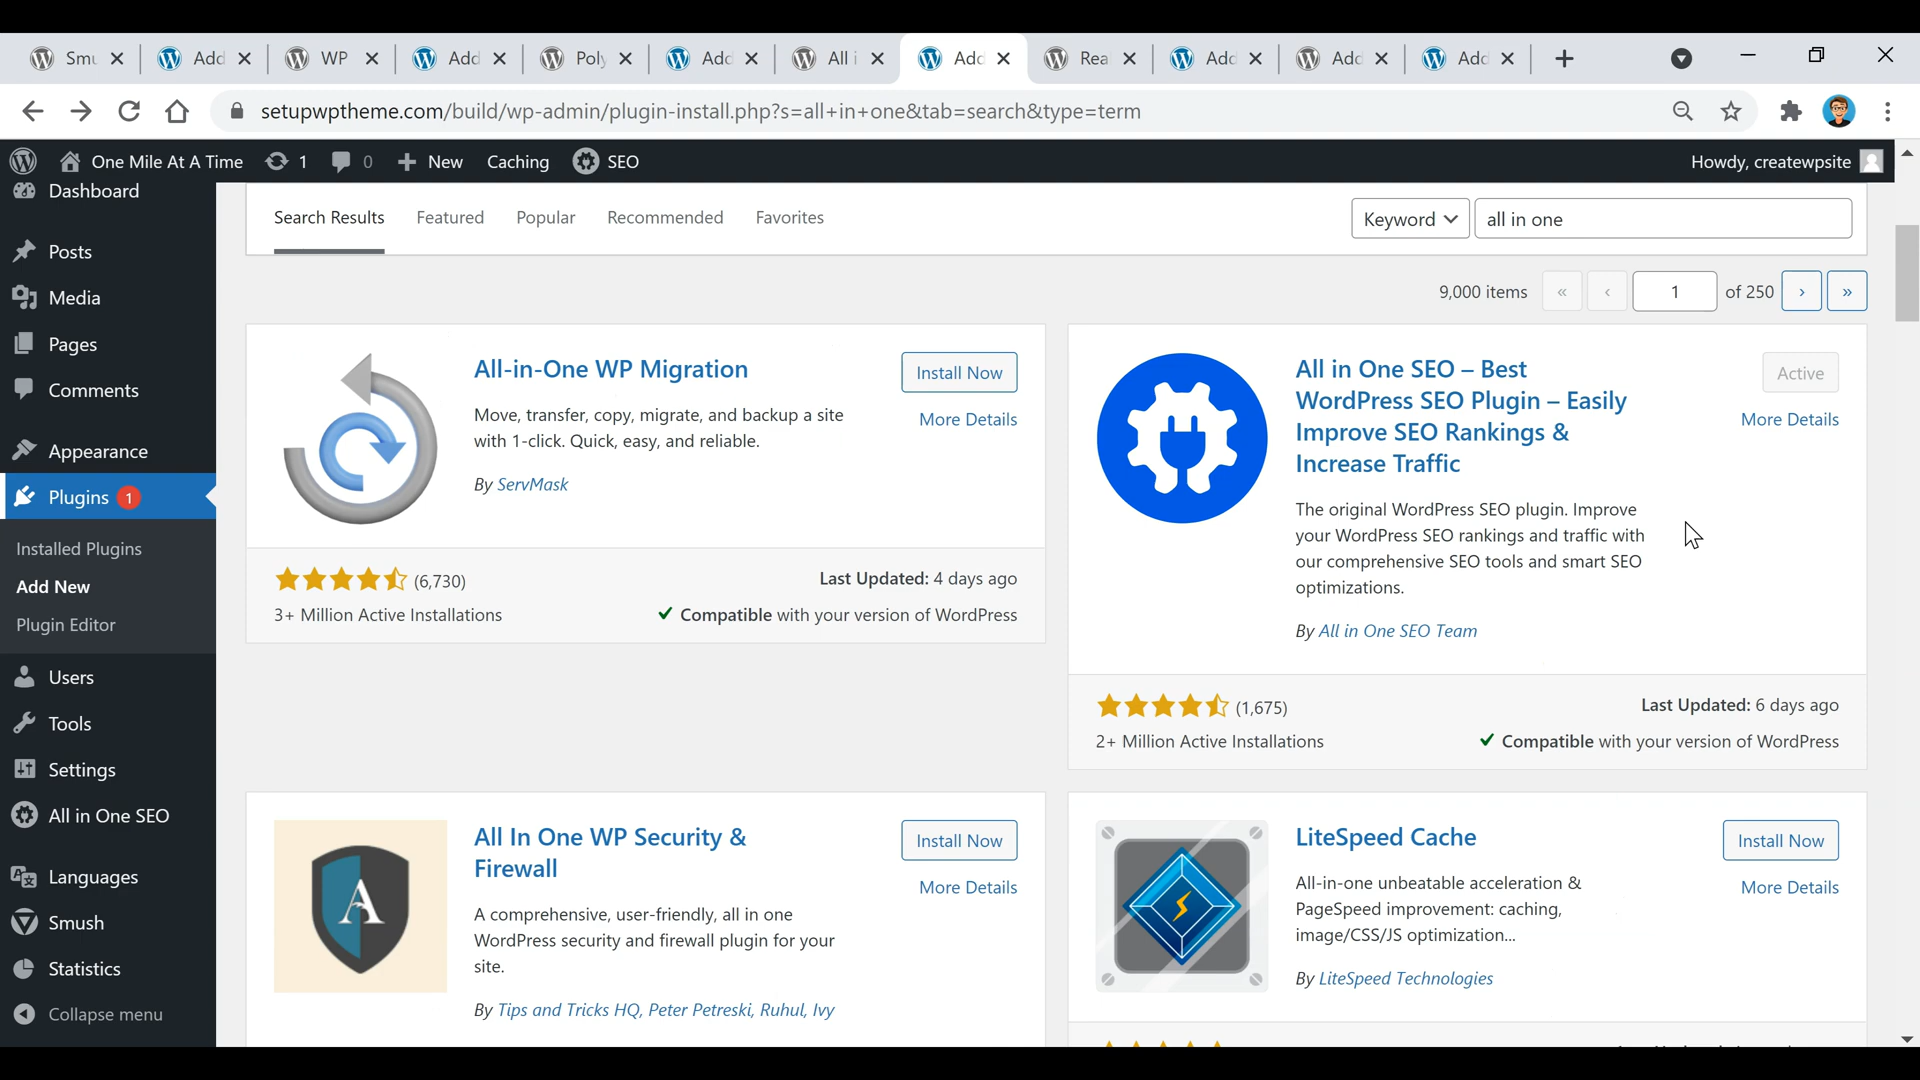 Smu
Add
WP
Add
Poly
Add
All i
Add
Rea
Add
Add
Add
setupwptheme.com/build/wp-admin/plugin-install.php?s=all+in+one&tab=search&type=term
One Mile At A Time
1
0
New
Caching
SEO
Howdy, createwpsite
Dashboard
Posts
Media
Pages
Comments
Appearance
Plugins 1
Installed Plugins
Add New
Plugin Editor
Users
Tools
Settings
All in One SEO
Languages
Smush
Statistics
Collapse menu
Search Results
Featured
Popular
Recommended
Favorites
Keyword
all in one
9,000 items
«
‹
1
of 250
›
»
All-in-One WP Migration
Install Now
More Details
Move, transfer, copy, migrate, and backup a site
with 1-click. Quick, easy, and reliable.
By ServMask
(6,730)
Last Updated: 4 days ago
3+ Million Active Installations
Compatible with your version of WordPress
All in One SEO – Best
WordPress SEO Plugin – Easily
Improve SEO Rankings &
Increase Traffic
Active
More Details
The original WordPress SEO plugin. Improve
your WordPress SEO rankings and traffic with
our comprehensive SEO tools and smart SEO
optimizations.
By All in One SEO Team
(1,675)
Last Updated: 6 days ago
2+ Million Active Installations
Compatible with your version of WordPress
A
All In One WP Security &
Firewall
Install Now
More Details
A comprehensive, user-friendly, all in one
WordPress security and firewall plugin for your
site.
By Tips and Tricks HQ, Peter Petreski, Ruhul, Ivy
LiteSpeed Cache
Install Now
More Details
All-in-one unbeatable acceleration &
PageSpeed improvement: caching,
image/CSS/JS optimization...
By LiteSpeed Technologies